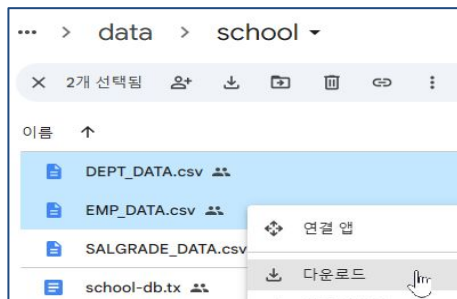 ··· > data > school
2개 선택됨
이름
DEPT_DATA.csv
EMP_DATA.csv
연결 앱
SALGRADE_DATA.csv
다운로드
school-db.tx